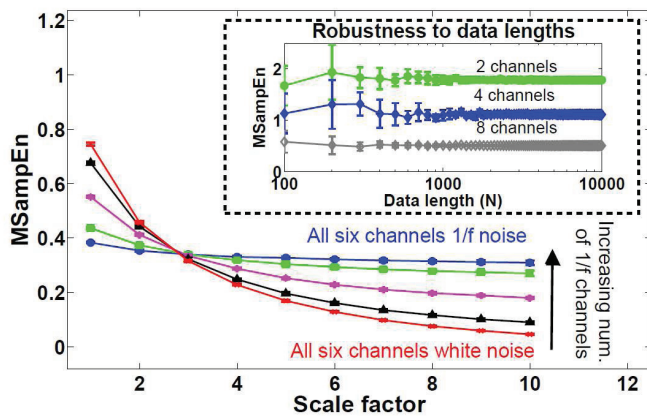 Robustness to data lengths
MSampEn
2
1
0
2 channels
4 channels
8 channels
100
1000
10000
Data length (N)
MSampEn
1.2
1
0.8
0.6
0.4
0.2
0
All six channels 1/f noise
All six channels white noise
Increasing num.
of 1/f channels
2
4
6
8
10
12
Scale factor